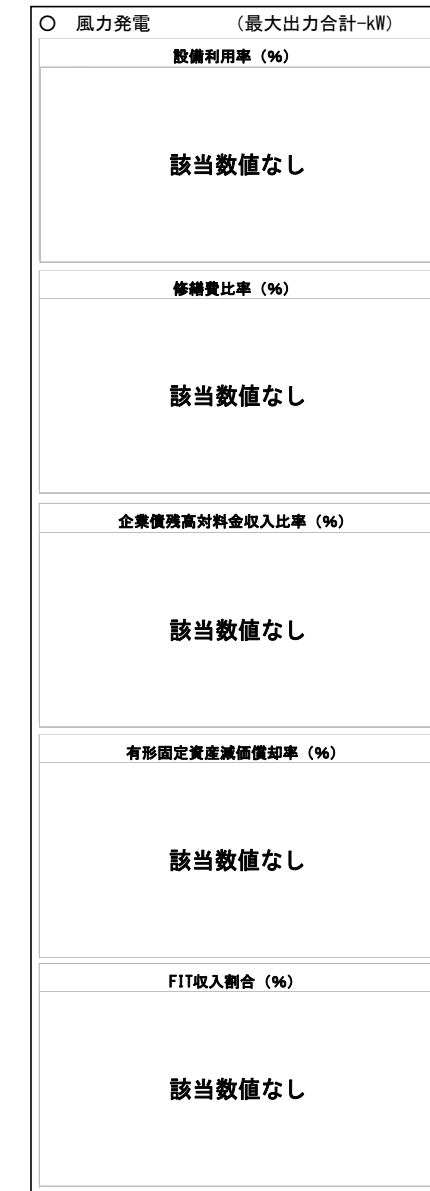 ○ 風力発電 (最大出力合計-kW)
設備利用率（%）
該当数値なし
修繕費比率（%）
該当数値なし
企業債残高対料金収入比率（%）
該当数値なし
有形固定資産減価償却率（%）
該当数値なし
FIT収入割合（%）
該当数値なし